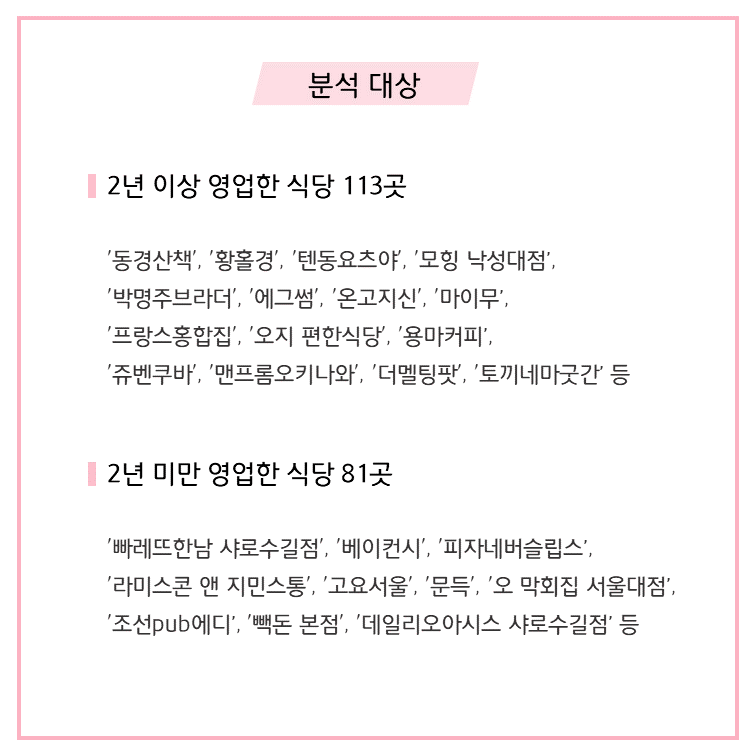 분석 대상
2년 이상 영업한 식당 113곳
'동경산책', '황홀경', '텐동요츠야', '모힝 낙성대점',
'박명주브라더', '에그썸', '온고지신', '마이무',
'프랑스홍합집', '오지 편한식당', '용마커피',
'쥬벤쿠바', '맨프롬오키나와', '더멜팅팟', '토끼네마굿간' 등
2년 미만 영업한 식당 81곳
'빠레뜨한남 샤로수길점', '베이컨시', '피자네버슬립스',
'라미스콘 앤 지민스통', '고요서울', '문득', '오 막회집 서울대점',
'조선pub에디', '빽돈 본점', '데일리오아시스 샤로수길점' 등